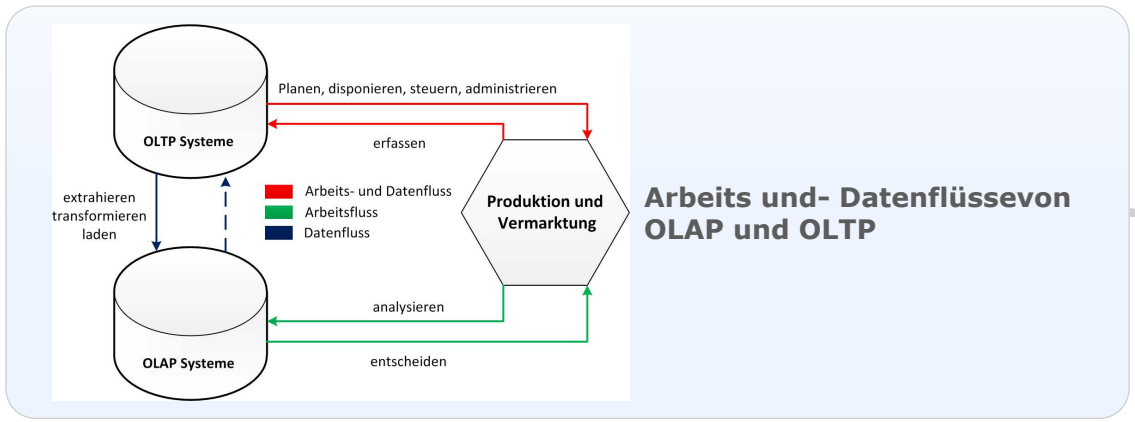 Planen, disponieren, steuern, administrieren
OLTP Systeme
erfassen
extrahieren
transformieren
laden
Arbeits- und Datenfluss
Arbeitsfluss
Datenfluss
Produktion und
Vermarktung
Arbeits und- Datenflüssevon
OLAP und OLTP
analysieren
OLAP Systeme
entscheiden